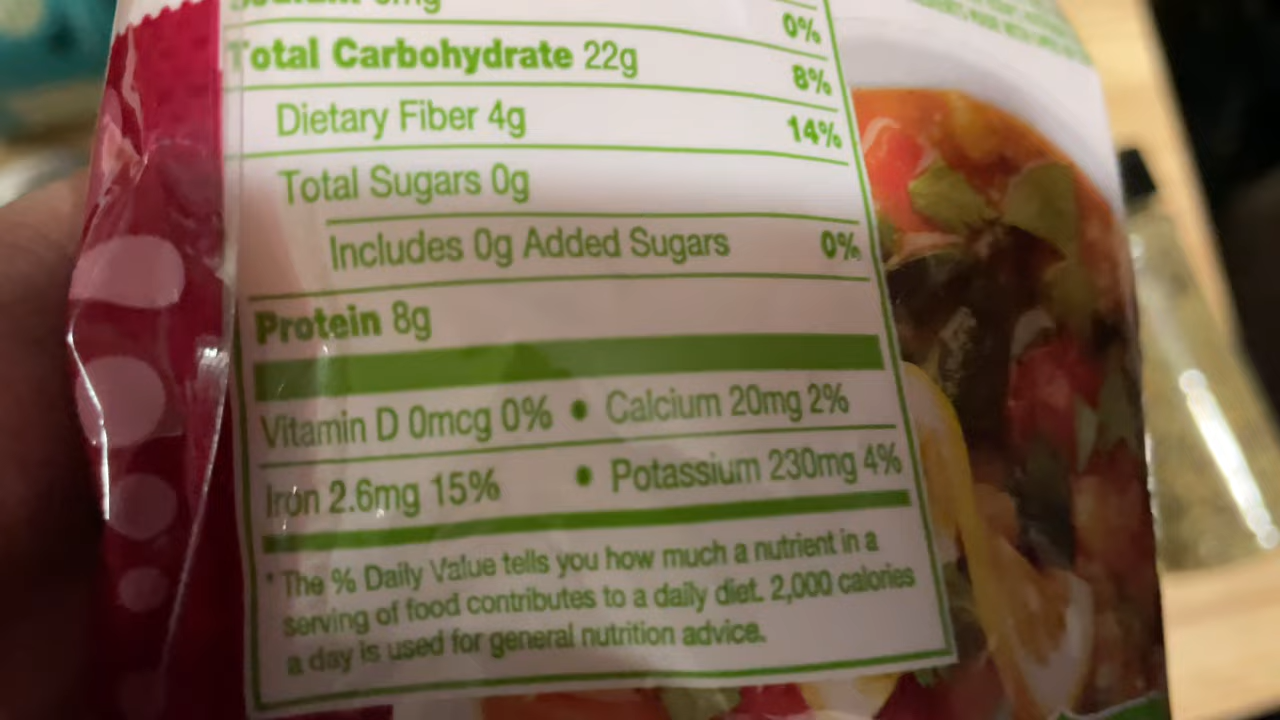 Sodium 0mg 0%
Total Carbohydrate 22g 8%
Dietary Fiber 4g 14%
Total Sugars 0g
Includes 0g Added Sugars 0%
Protein 8g
Vitamin D 0mcg 0% • Calcium 20mg 2%
Iron 2.6mg 15% • Potassium 230mg 4%
* The % Daily Value tells you how much a nutrient in a
serving of food contributes to a daily diet. 2,000 calories
a day is used for general nutrition advice.